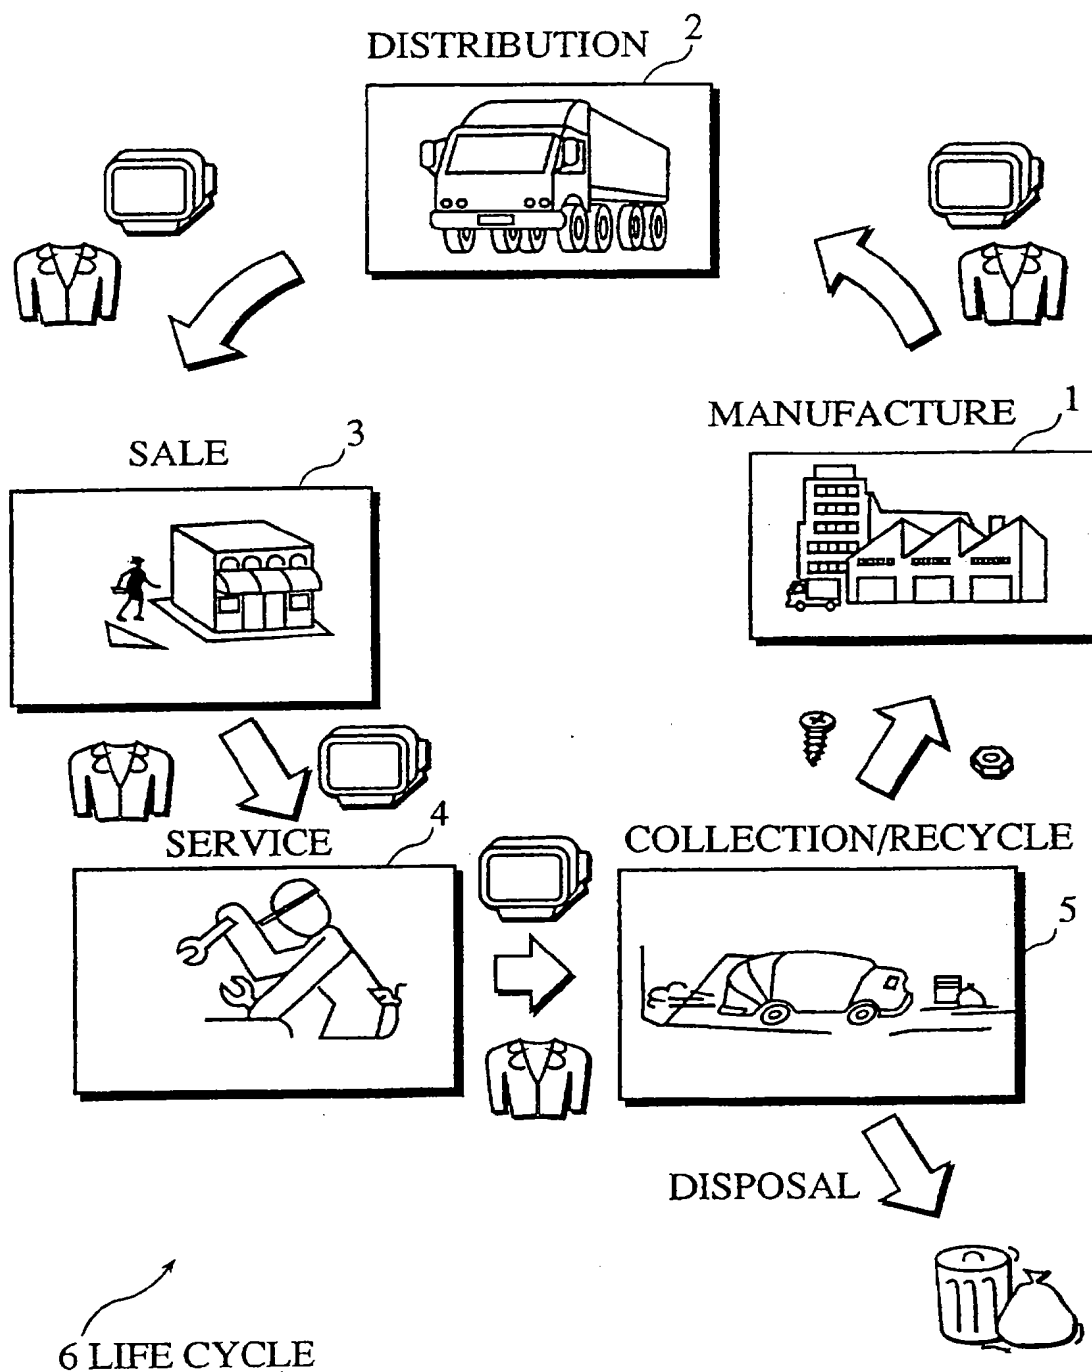 DISTRIBUTION 2
MANUFACTURE 1
SALE 3
SERVICE 4
COLLECTION/RECYCLE
5
DISPOSAL
6 LIFE CYCLE